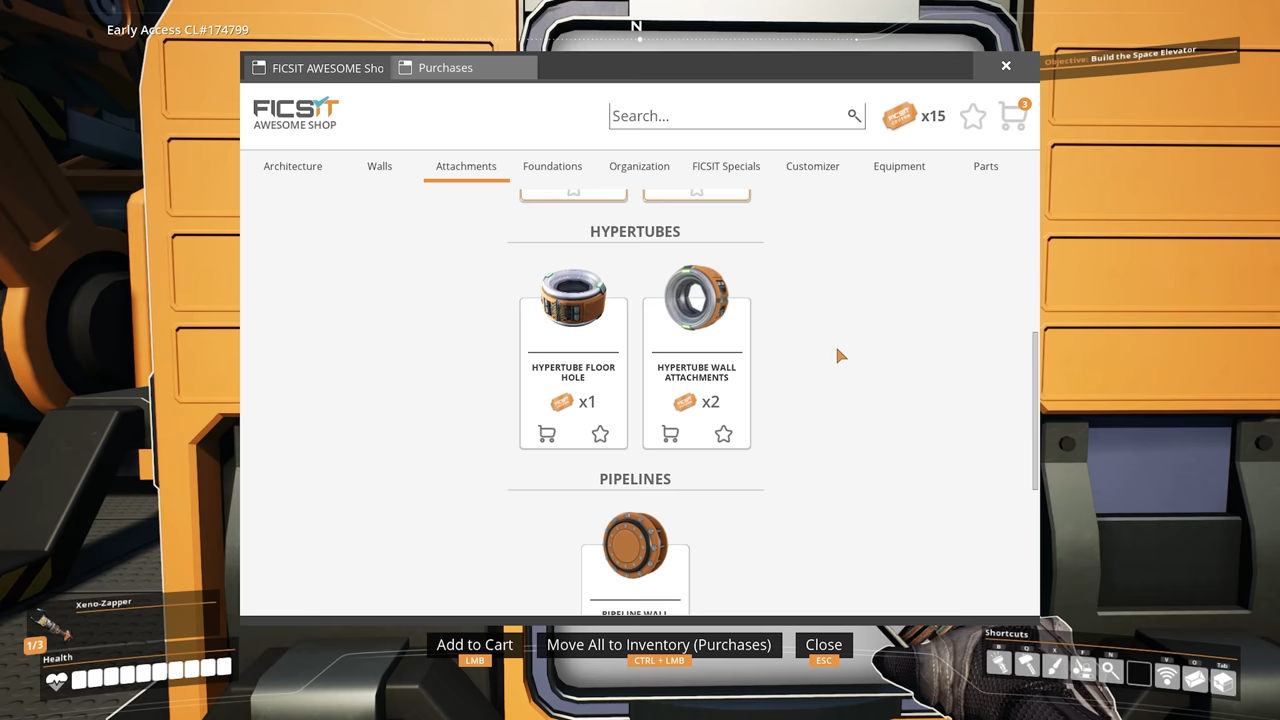 Early Access CL#174799
N
Objective: Build the Space Elevator
FICSIT AWESOME Sho
Purchases
FICSIT
AWESOME SHOP
Search...
x15
3
Architecture
Walls
Attachments
Foundations
Organization
FICSIT Specials
Customizer
Equipment
Parts
HYPERTUBES
HYPERTUBE FLOOR
HOLE
x1
HYPERTUBE WALL
ATTACHMENTS
x2
PIPELINES
PIPELINE WALL
Xeno-Zapper
1/3
Health
Add to Cart
LMB
Move All to Inventory (Purchases)
CTRL + LMB
Close
ESC
Shortcuts
B
Q
X
F
N
V
O
Tab